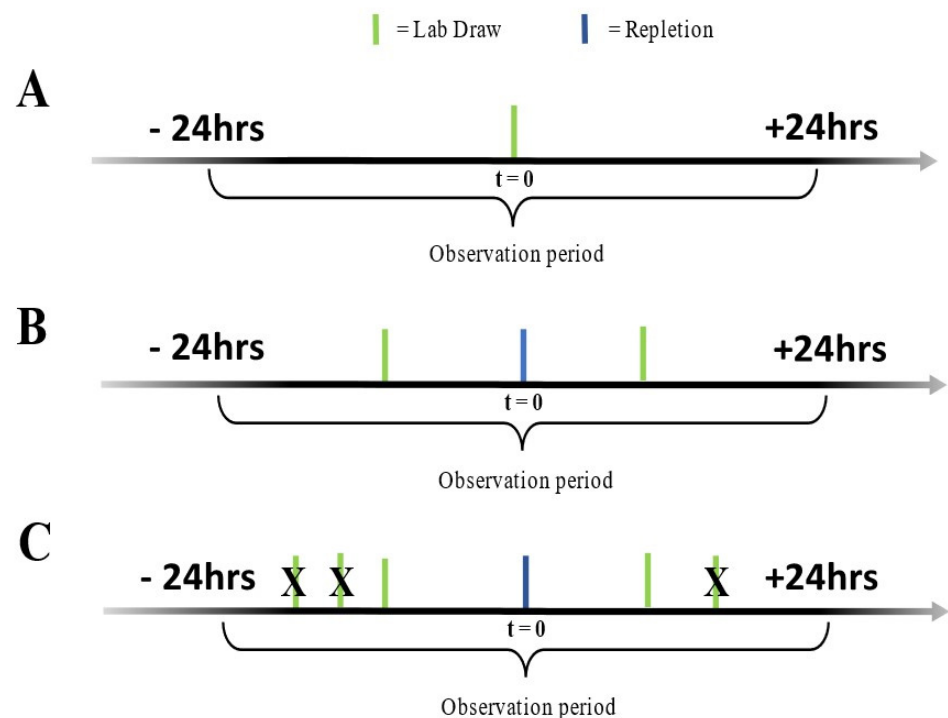 = Lab Draw = Repletion
A
- 24hrs +24hrs
t = 0
Observation period
B
- 24hrs +24hrs
t = 0
Observation period
C
- 24hrs X X X +24hrs
t = 0
Observation period